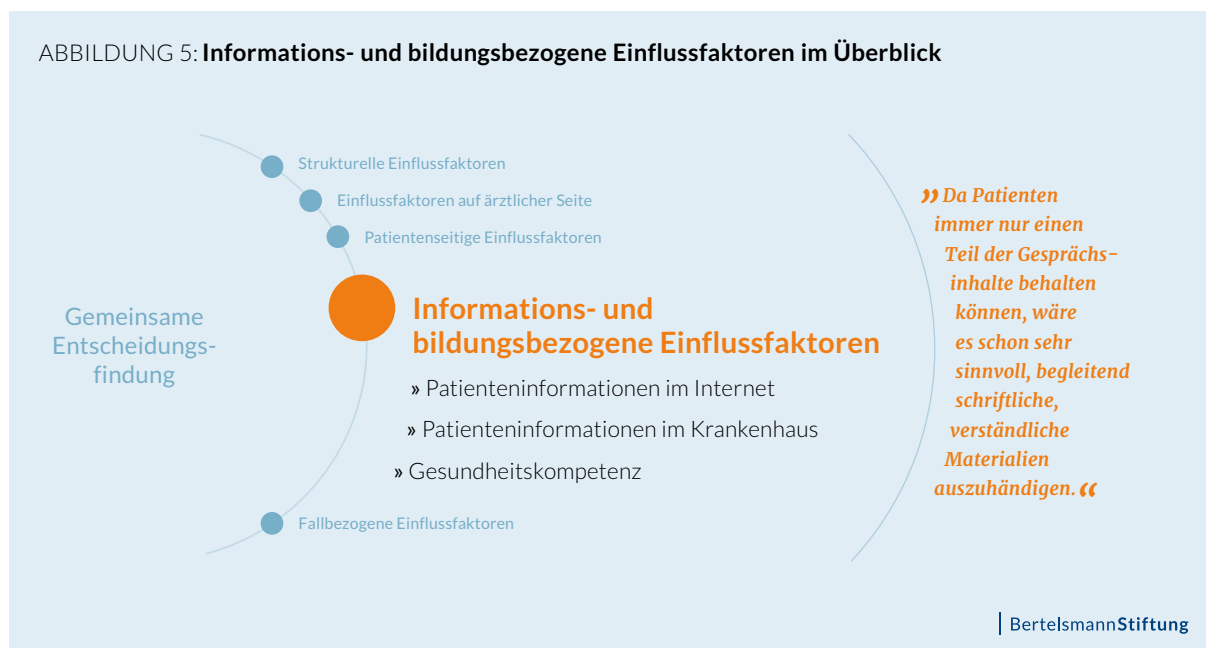 ABBILDUNG 5: Informations- und bildungsbezogene Einflussfaktoren im Überblick
Strukturelle Einflussfaktoren
Einflussfaktoren auf ärztlicher Seite
Patientenseitige Einflussfaktoren
Gemeinsame
Entscheidungs-
findung
Informations- und
bildungsbezogene Einflussfaktoren
» Patienteninformationen im Internet
» Patienteninformationen im Krankenhaus
» Gesundheitskompetenz
Fallbezogene Einflussfaktoren
„Da Patienten
immer nur einen
Teil der Gesprächs-
inhalte behalten
können, wäre
es schon sehr
sinnvoll, begleitend
schriftliche,
verständliche
Materialien
auszuhändigen.“
BertelsmannStiftung